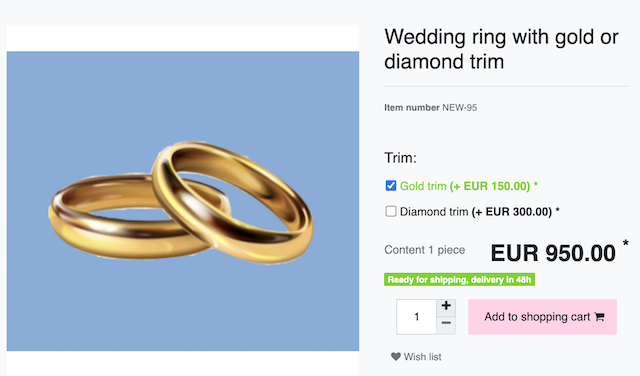 Wedding ring with gold or
diamond trim
Item number NEW-95
Trim:
Gold trim (+ EUR 150.00) *
Diamond trim (+ EUR 300.00) *
Content 1 piece EUR 950.00 *
Ready for shipping, delivery in 48h
1 + −
Add to shopping cart
Wish list